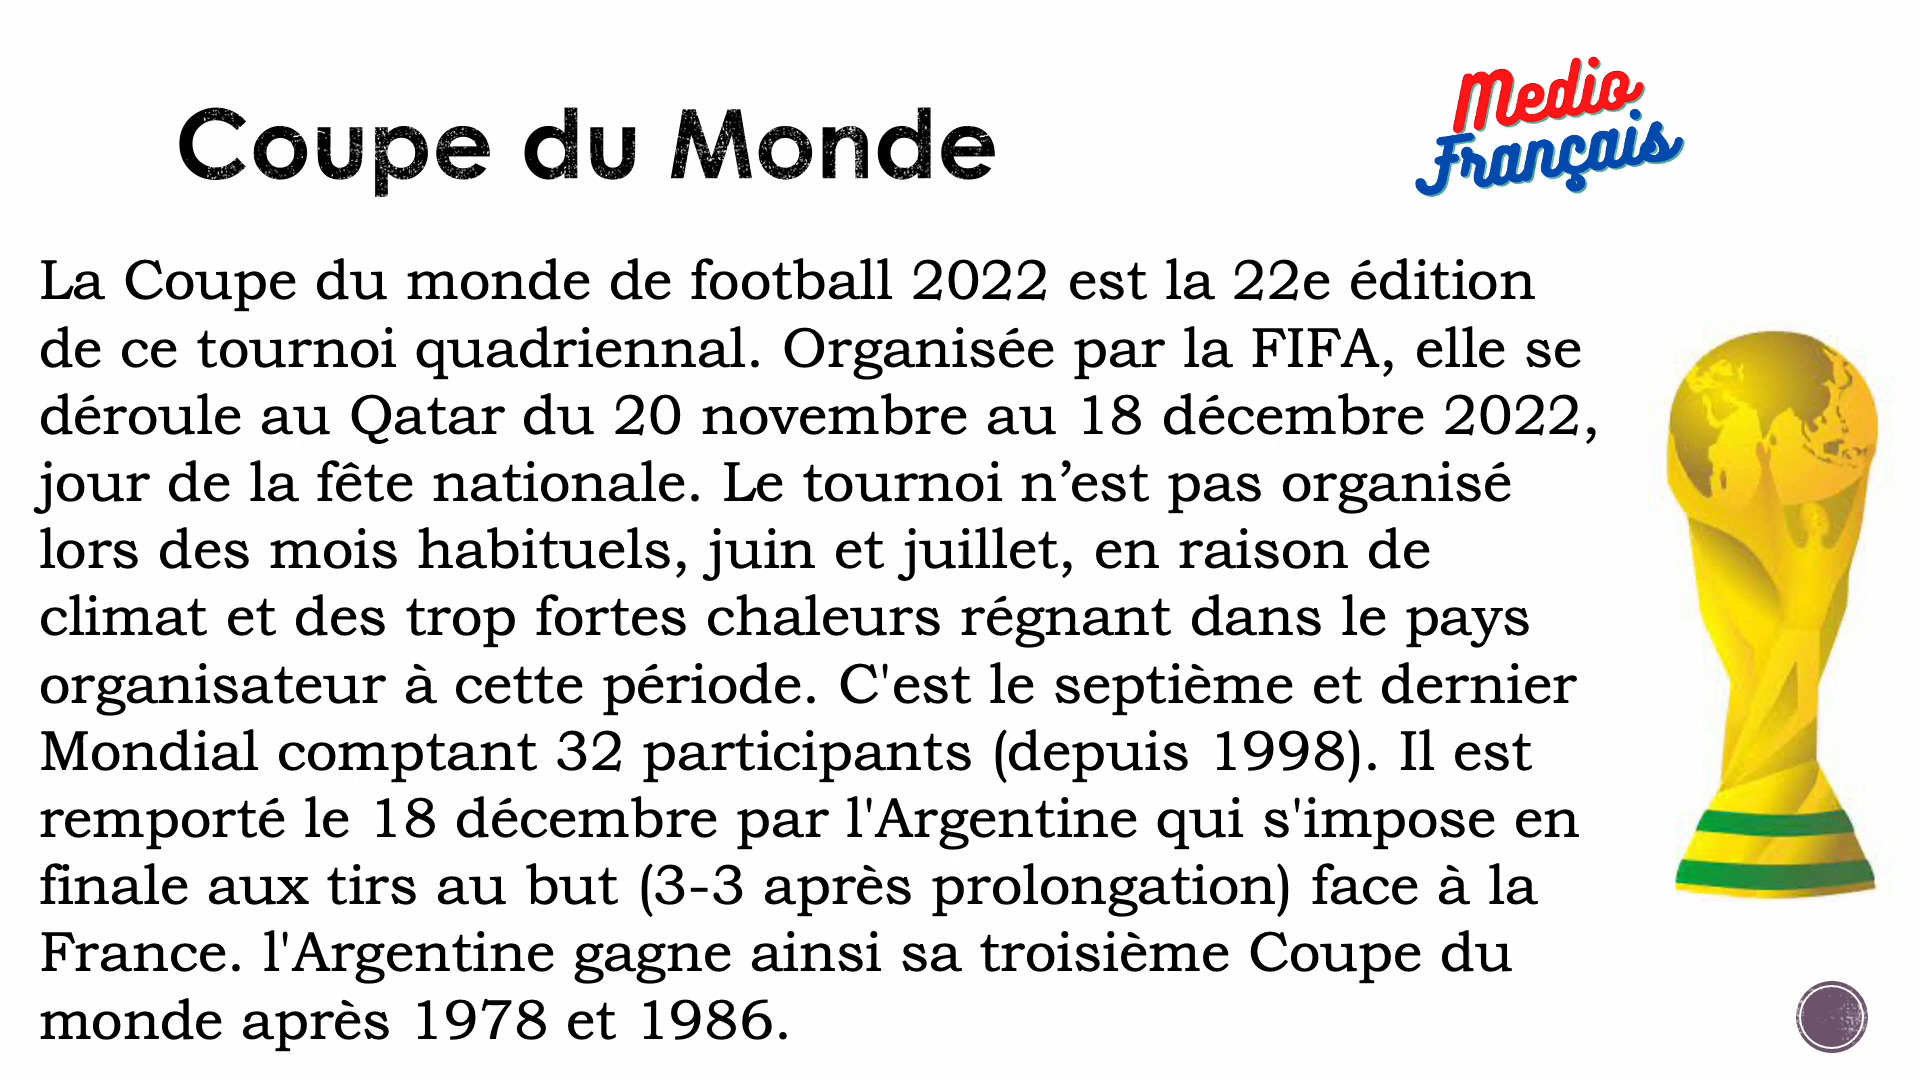 Coupe du Monde
Medio
Français
La Coupe du monde de football 2022 est la 22e édition
de ce tournoi quadriennal. Organisée par la FIFA, elle se
déroule au Qatar du 20 novembre au 18 décembre 2022,
jour de la fête nationale. Le tournoi n’est pas organisé
lors des mois habituels, juin et juillet, en raison de
climat et des trop fortes chaleurs régnant dans le pays
organisateur à cette période. C'est le septième et dernier
Mondial comptant 32 participants (depuis 1998). Il est
remporté le 18 décembre par l'Argentine qui s'impose en
finale aux tirs au but (3-3 après prolongation) face à la
France. l'Argentine gagne ainsi sa troisième Coupe du
monde après 1978 et 1986.